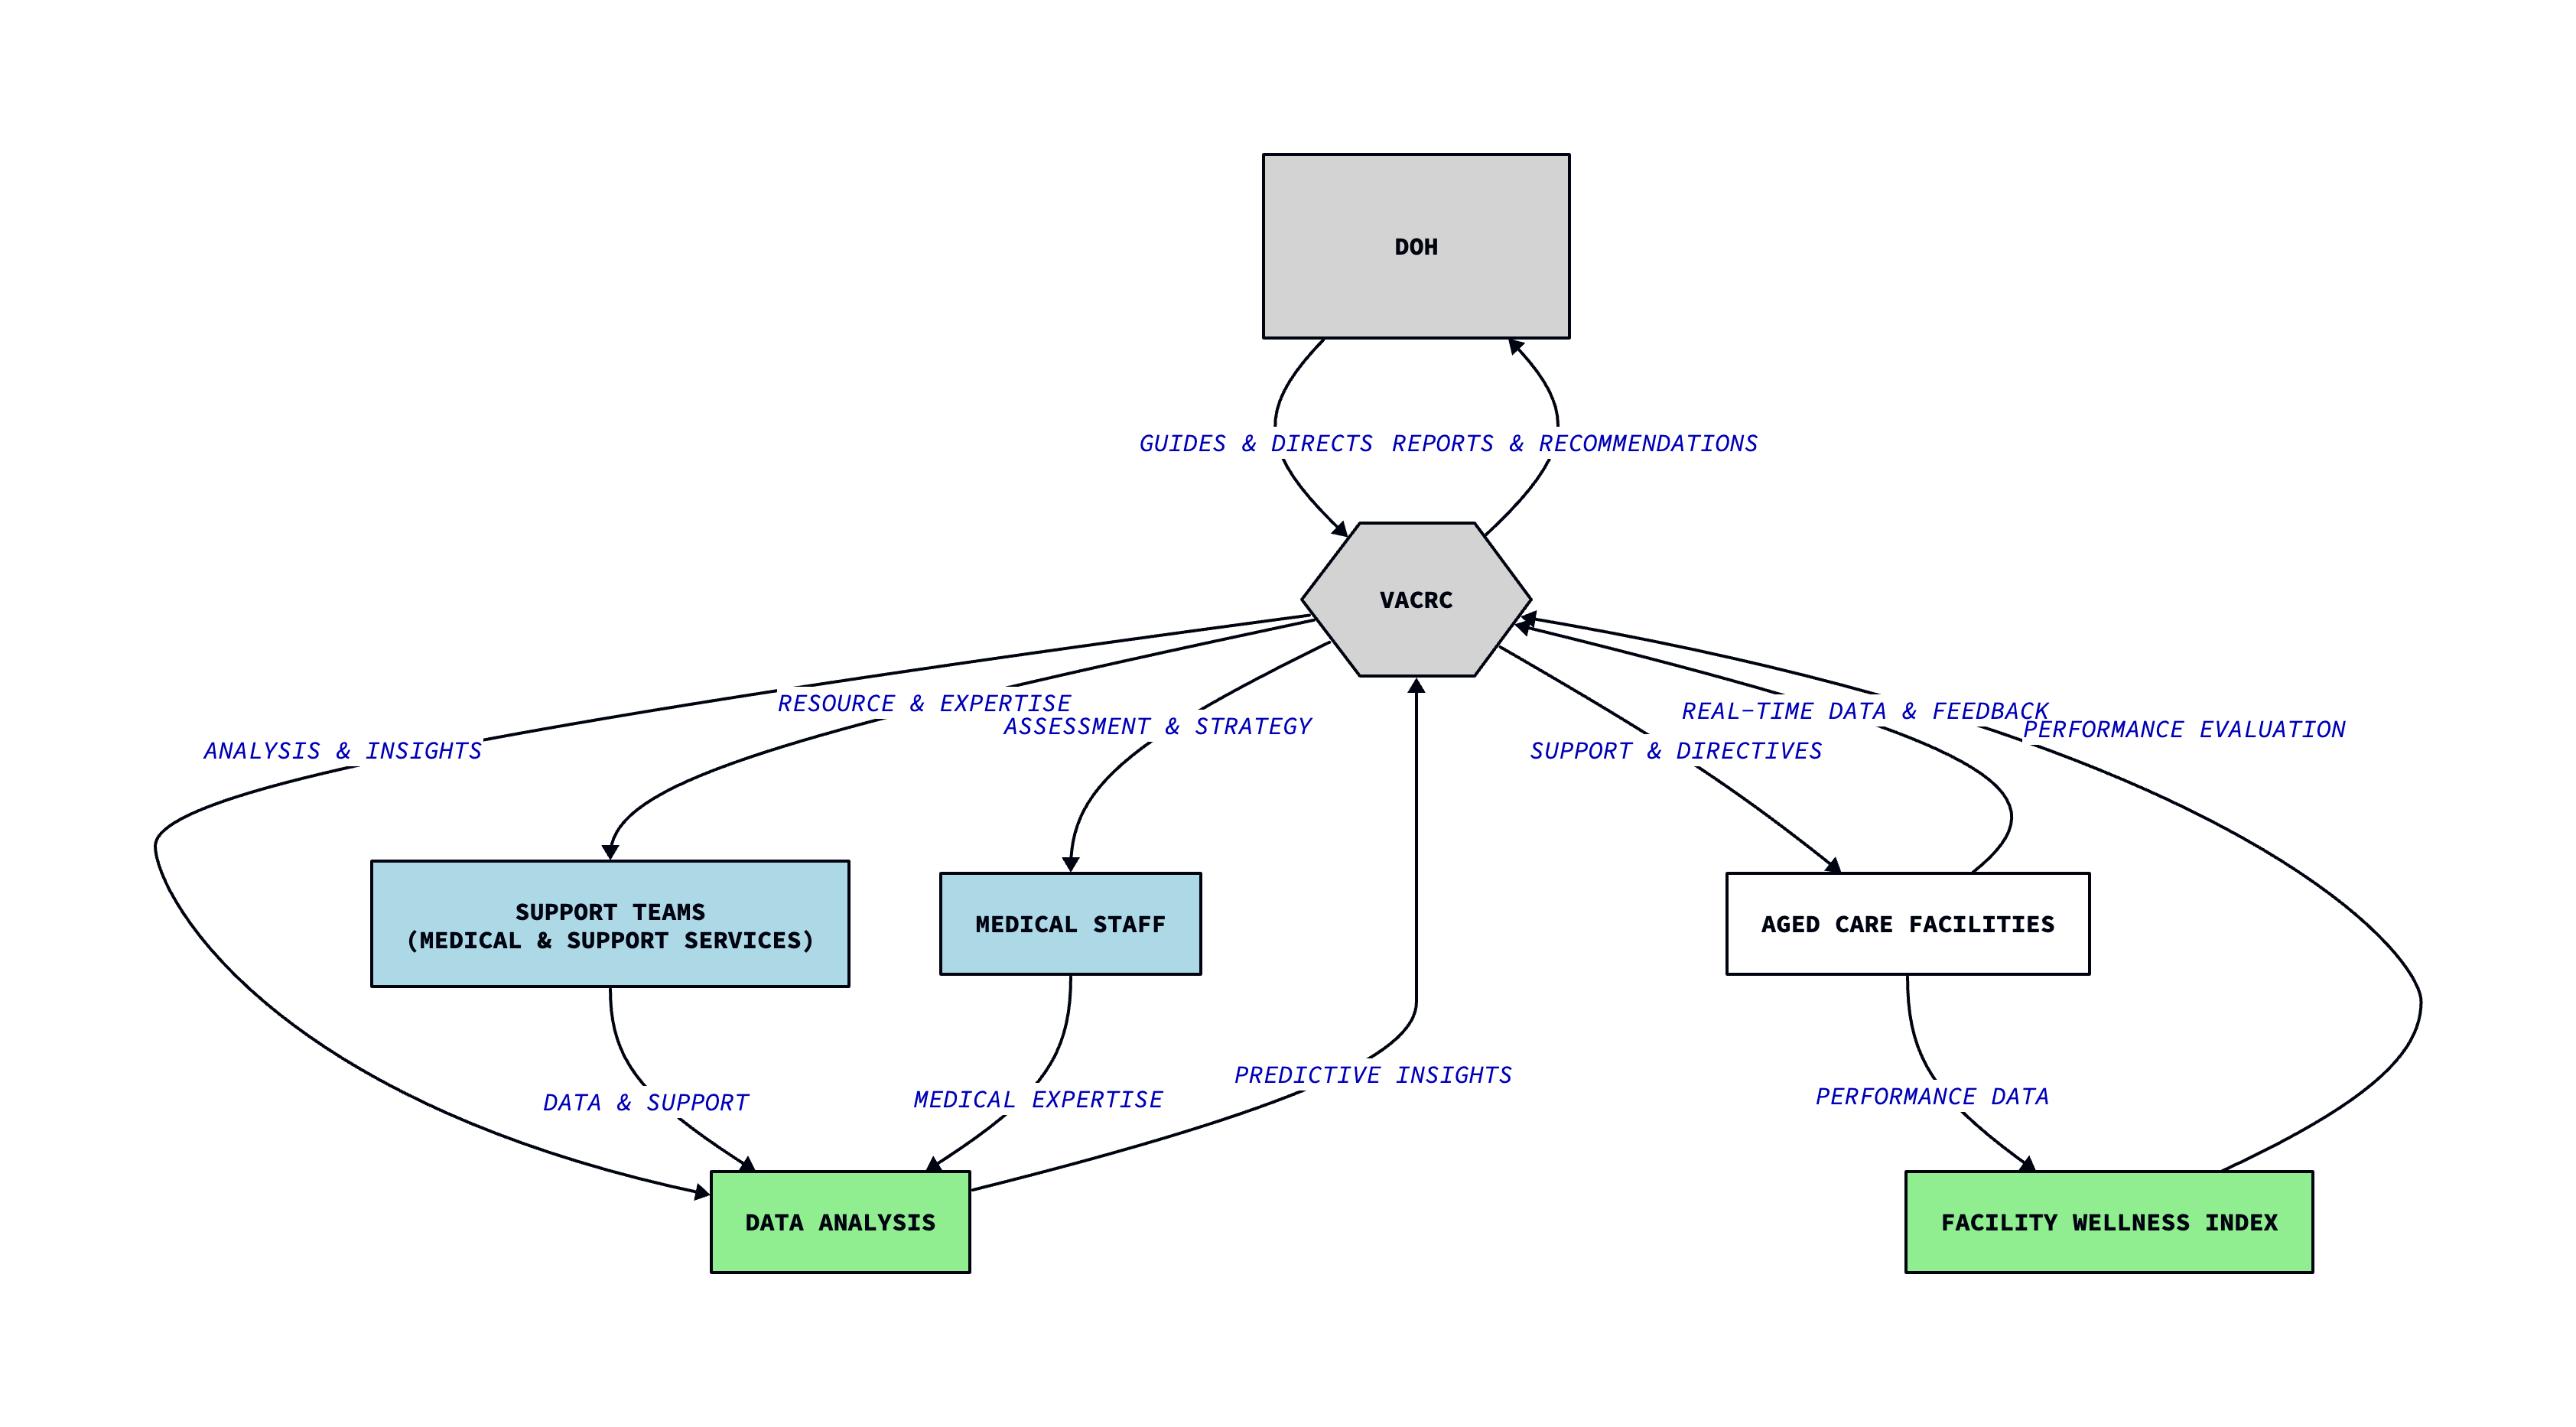 DOH
GUIDES & DIRECTS
REPORTS & RECOMMENDATIONS
VACRC
RESOURCE & EXPERTISE
ASSESSMENT & STRATEGY
ANALYSIS & INSIGHTS
REAL-TIME DATA & FEEDBACK
PERFORMANCE EVALUATION
SUPPORT & DIRECTIVES
SUPPORT TEAMS
(MEDICAL & SUPPORT SERVICES)
MEDICAL STAFF
AGED CARE FACILITIES
DATA & SUPPORT
MEDICAL EXPERTISE
PREDICTIVE INSIGHTS
PERFORMANCE DATA
DATA ANALYSIS
FACILITY WELLNESS INDEX